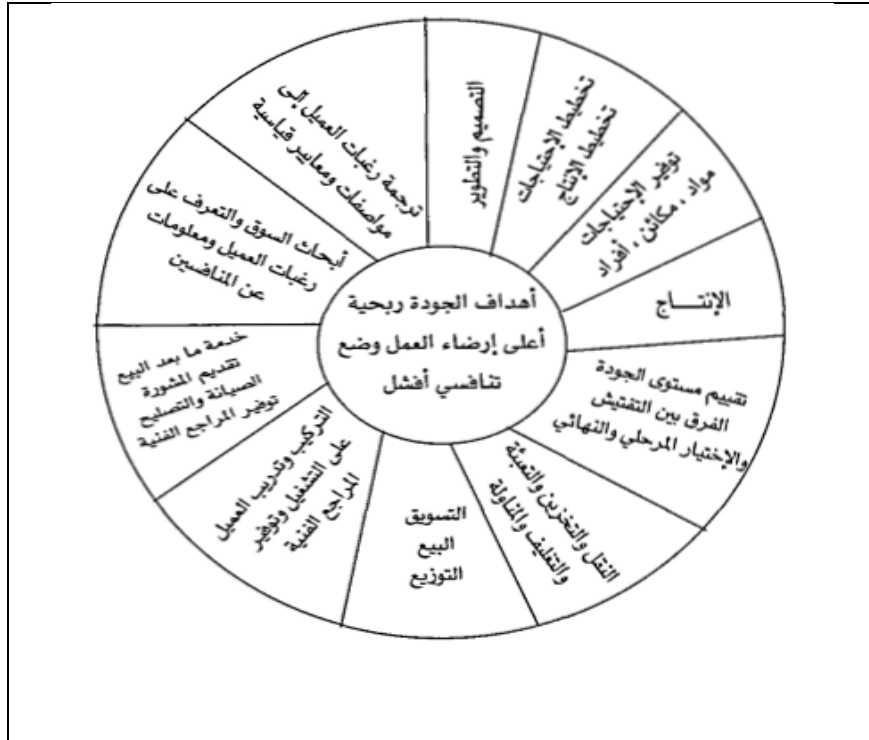 أهداف الجودة ربحية
أعلى إرضاء العمل وضع
تنافسي أفشل
أبحاث السوق والتعرف على
رغبات العميل ومعلومات
عن المنافسين
ترجمة رغبات العميل إلى
مواصفات ومعايير قياسية
التصميم والتطوير
تخطيط الإحتياجات
تخطيط الإنتاج
توفير الإحتياجات
مواد ، مكائن ، أفراد
الإنتـــاج
تقييم مستوى الجودة
الفرق بين التفتيش
والإختيار المرحلي والنهائي
النقل والتخزين والتعبئة
والتغليف والمناولة
التسويق
البيع
التوزيع
التركيب وتدريب العميل
على التشغيل وتوفير
المراجع الفنية
خدمة ما بعد البيع
تقديم المشورة
الصيانة والتصليح
توفير المراجع الفنية